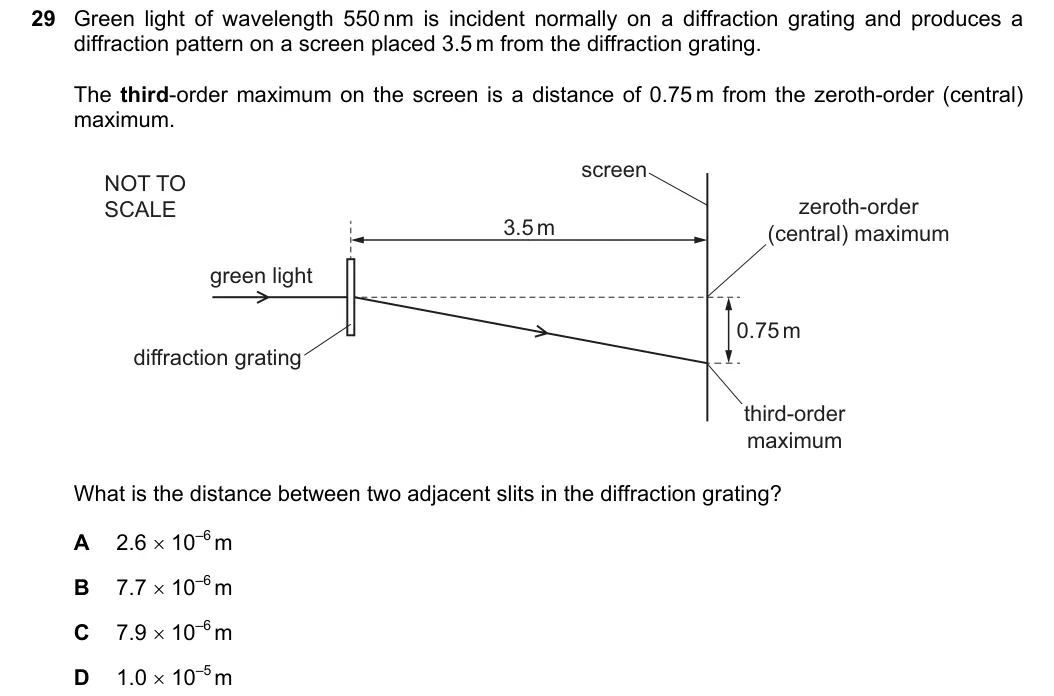 29 Green light of wavelength 550 nm is incident normally on a diffraction grating and produces a
diffraction pattern on a screen placed 3.5 m from the diffraction grating.
The third-order maximum on the screen is a distance of 0.75 m from the zeroth-order (central)
maximum.
NOT TO
SCALE
screen
zeroth-order
(central) maximum
3.5 m
green light
0.75 m
diffraction grating
third-order
maximum
What is the distance between two adjacent slits in the diffraction grating?
A 2.6 × 10⁻⁶ m
B 7.7 × 10⁻⁶ m
C 7.9 × 10⁻⁶ m
D 1.0 × 10⁻⁵ m